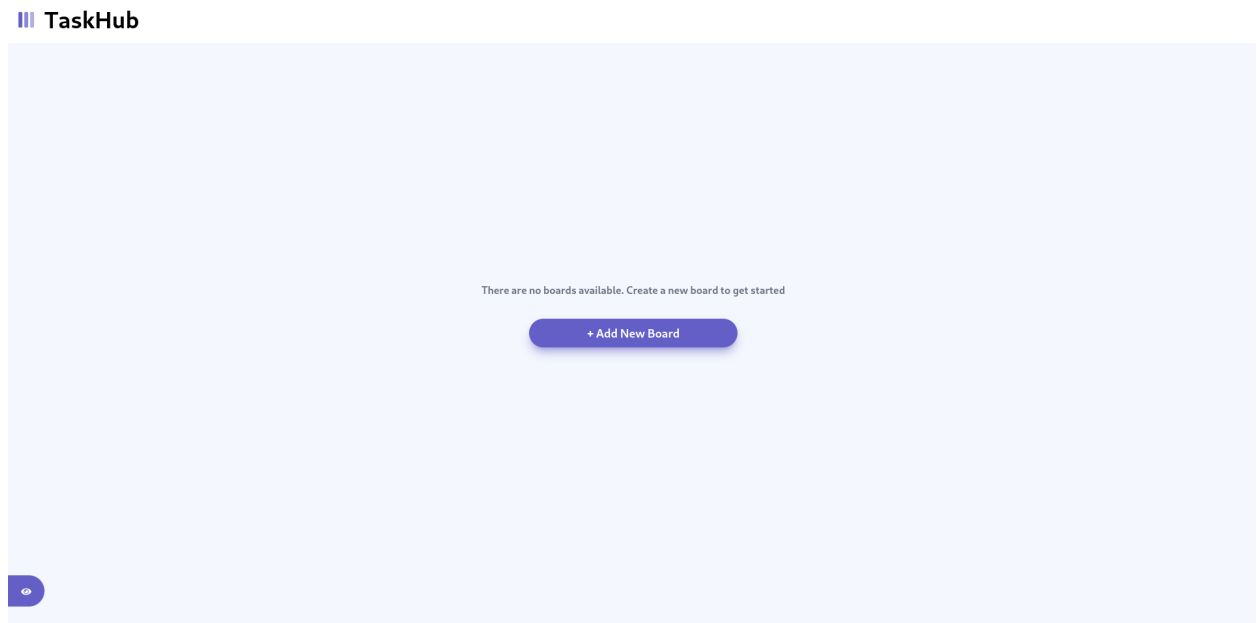 TaskHub
There are no boards available. Create a new board to get started
+ Add New Board